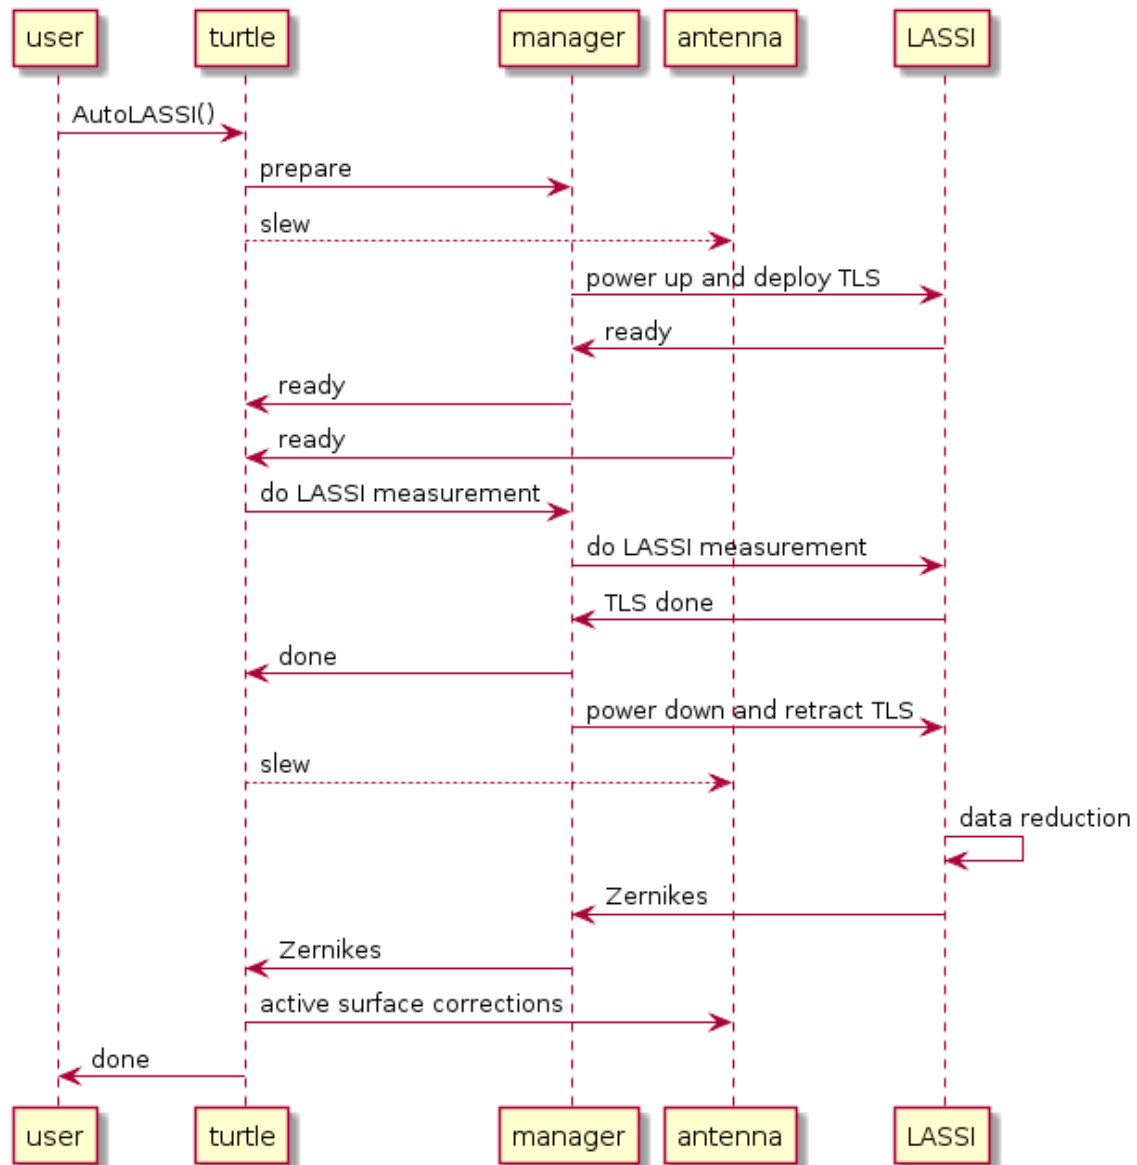 user turtle manager antenna LASSI
AutoLASSI()
prepare
slew
power up and deploy TLS
ready
ready
ready
do LASSI measurement
do LASSI measurement
TLS done
done
power down and retract TLS
slew
data reduction
Zernikes
Zernikes
active surface corrections
done
user turtle manager antenna LASSI